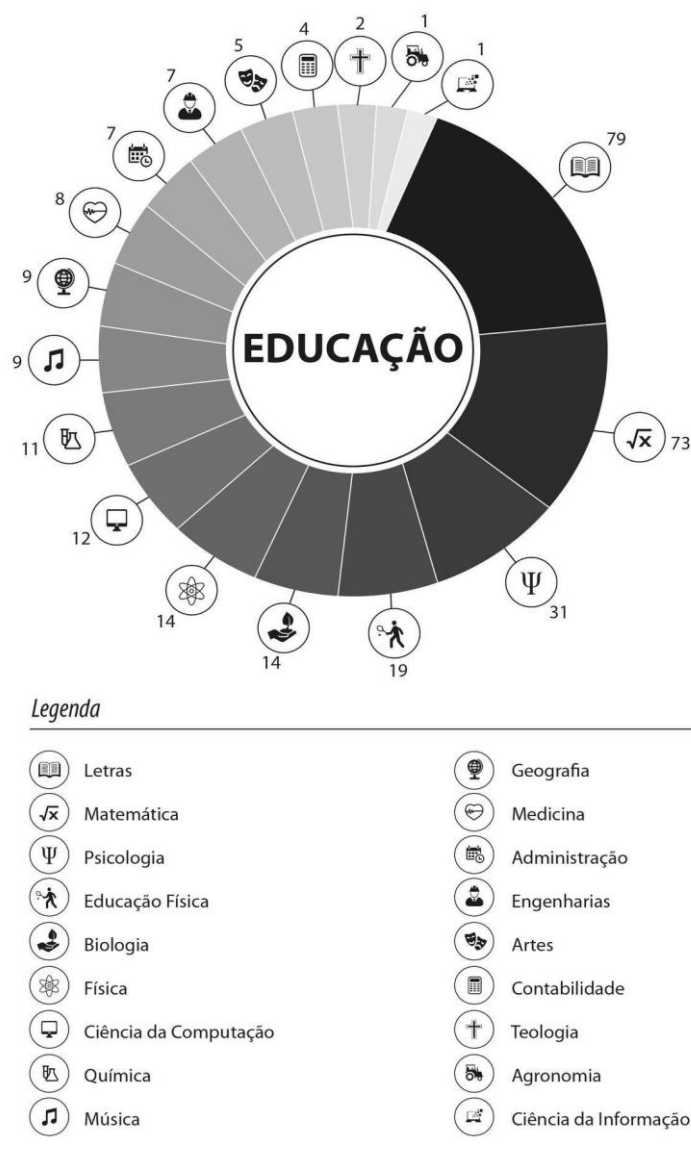 2
1
4
1
5
7
79
7
8
9
EDUCAÇÃO
9
73
11
12
31
14
14
19
Legenda
Letras
√x Matemática
Ψ Psicologia
Educação Física
Biologia
Física
Ciência da Computação
Química
Música
Geografia
Medicina
Administração
Engenharias
Artes
Contabilidade
Teologia
Agronomia
Ciência da Informação
√x
Ψ